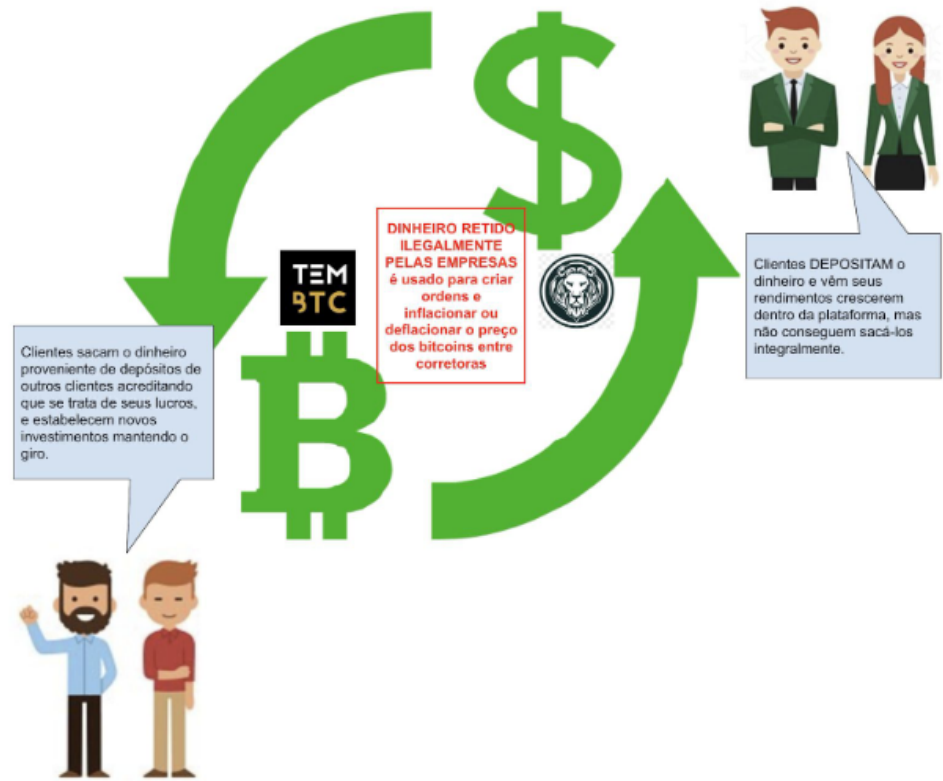 DINHEIRO RETIDO
ILEGALMENTE
PELAS EMPRESAS
é usado para criar
ordens e
inflacionar ou
deflacionar o preço
dos bitcoins entre
corretoras
TEM
BTC
Clientes DEPOSITAM o
dinheiro e vêm seus
rendimentos crescerem
dentro da plataforma, mas
não conseguem sacá-los
integralmente.
Clientes sacam o dinheiro
proveniente de depósitos de
outros clientes acreditando
que se trata de seus lucros,
e estabelecem novos
investimentos mantendo o
giro.